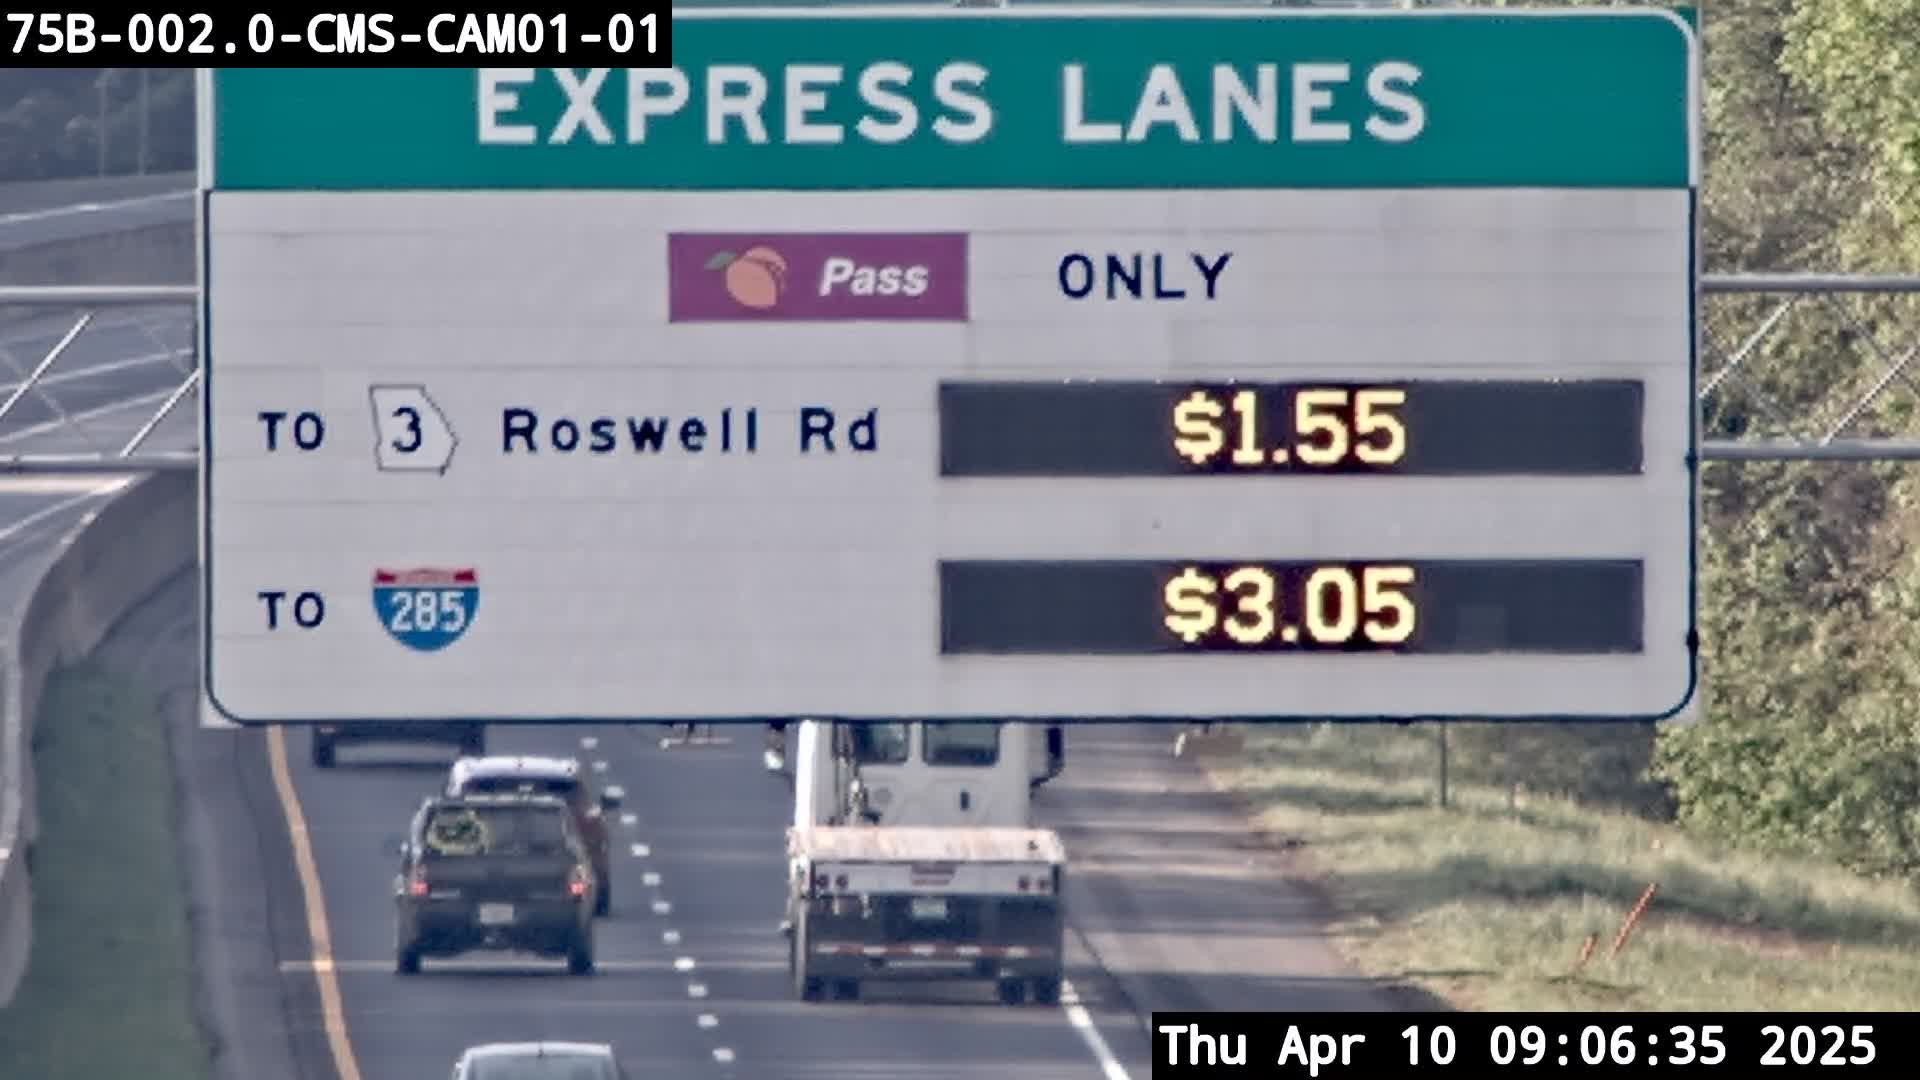 75B-002.0-CMS-CAM01-01
EXPRESS LANES
Pass ONLY
TO 3 Roswell Rd $1.55
TO 285 $3.05
Thu Apr 10 09:06:35 2025